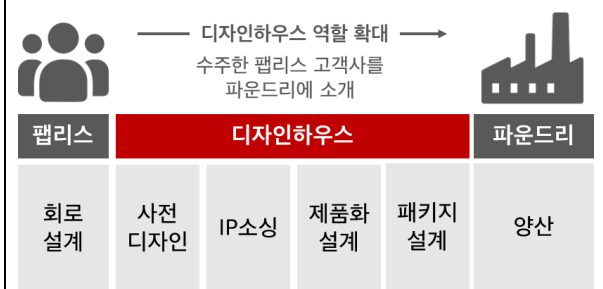 디자인하우스 역할 확대
수주한 팹리스 고객사를
파운드리에 소개
팹리스 디자인하우스 파운드리
회로
설계
사전
디자인
IP소싱
제품화
설계
패키지
설계
양산